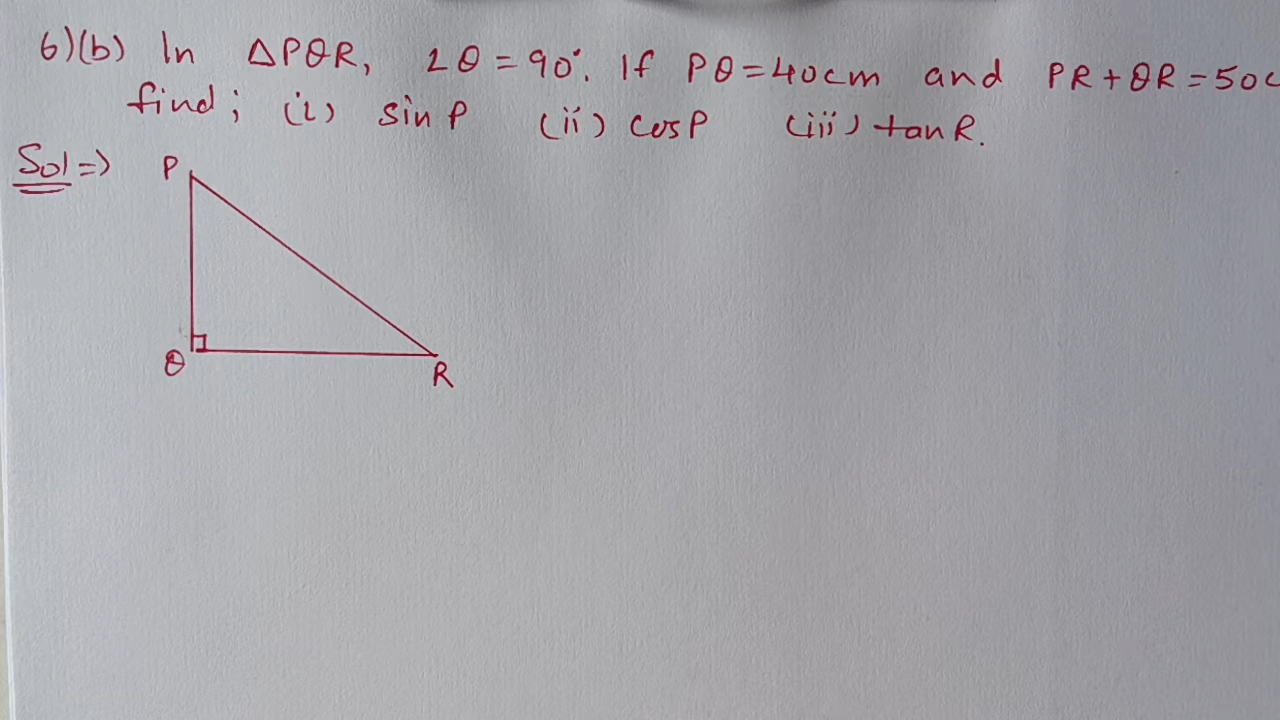 6)(b) In ΔPQR, ∠Q = 90°. If PQ = 40cm and PR + QR = 50c
find; (i) sin P (ii) cos P (iii) tan R.
Sol ⇒
P
Q
R